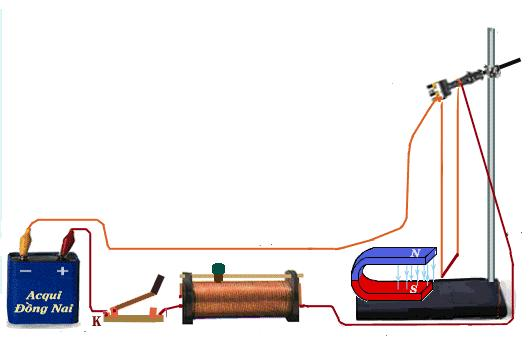 N
S
− +
Acqui
Đồng Nai
K